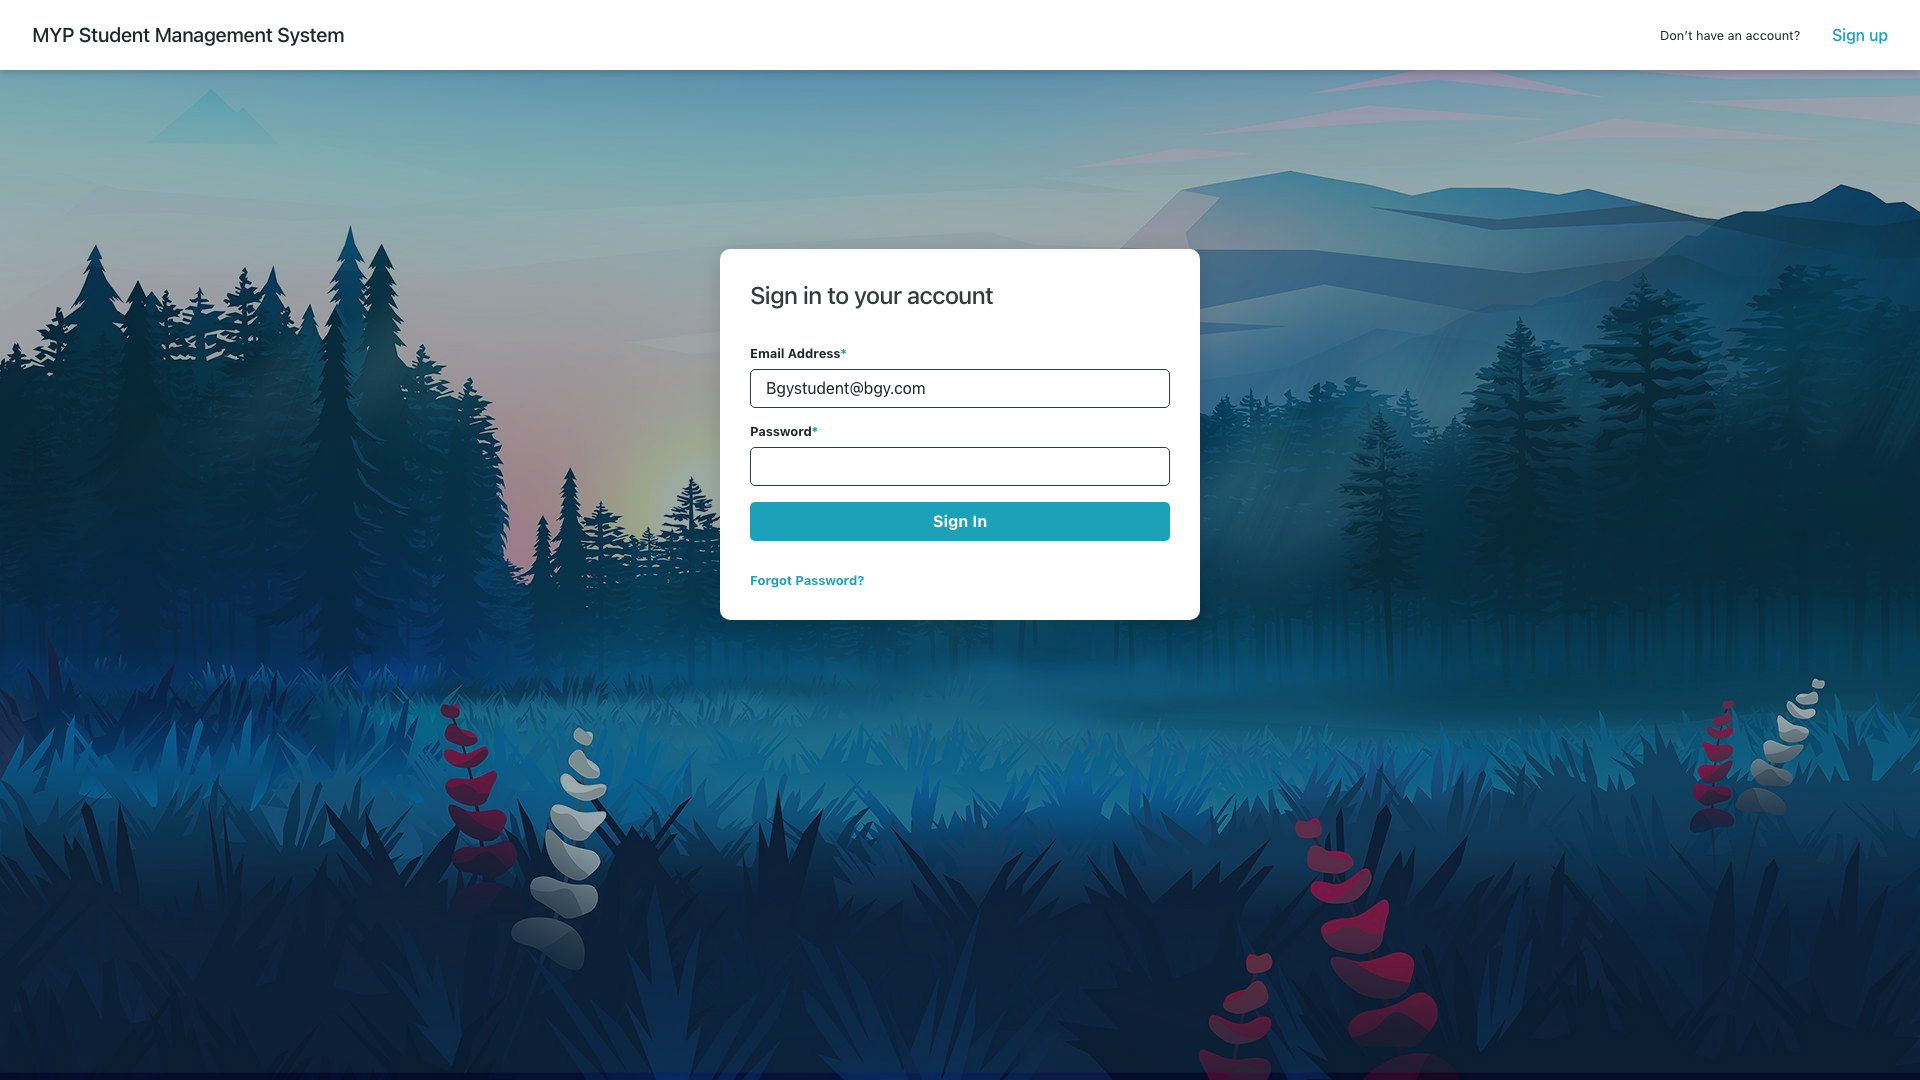 MYP Student Management System
Don't have an account?
Sign up
Sign in to your account
Email Address*
Bgystudent@bgy.com
Password*
Sign In
Forgot Password?